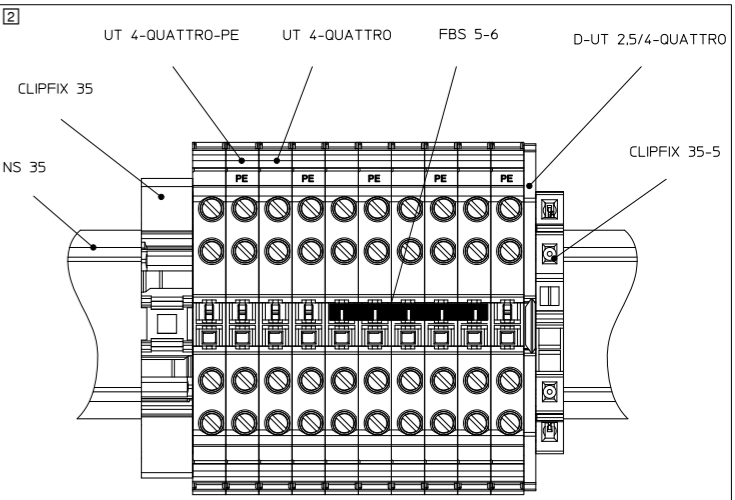 2
UT 4-QUATTRO-PE UT 4-QUATTRO FBS 5-6 D-UT 2,5/4-QUATTRO
CLIPFIX 35
CLIPFIX 35-5
NS 35
PE PE PE PE PE